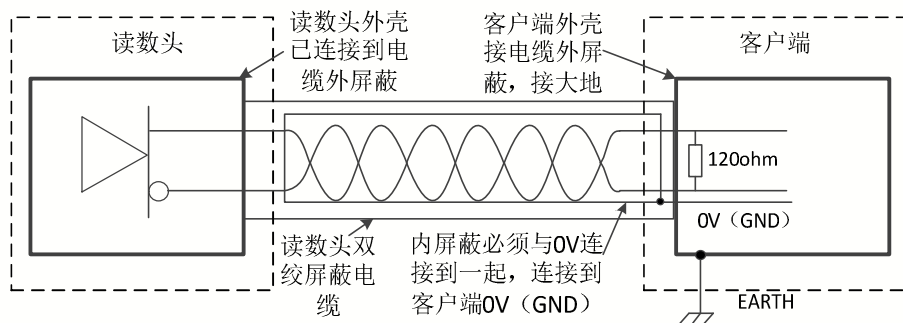 读数头
读数头外壳
已连接到电
缆外屏蔽
客户端外壳
接电缆外屏
蔽，接大地
客户端
120ohm
0V（GND）
读数头双
绞屏蔽电
缆
内屏蔽必须与0V连
接到一起，连接到
客户端0V（GND）
EARTH